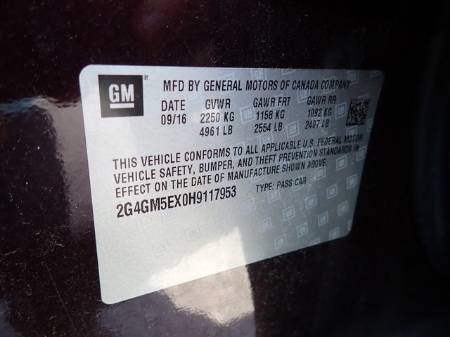 GM
MFD BY GENERAL MOTORS OF CANADA COMPANY
DATE GVWR GAWR FRT GAWR RR
09/16 2250 KG 1158 KG 1092 KG
4961 LB 2554 LB 2407 LB
THIS VEHICLE CONFORMS TO ALL APPLICABLE U.S. FEDERAL MOTOR
VEHICLE SAFETY, BUMPER, AND THEFT PREVENTION STANDARDS IN
EFFECT ON THE DATE OF MANUFACTURE SHOWN ABOVE.
2G4GM5EX0H9117953 TYPE: PASS CAR